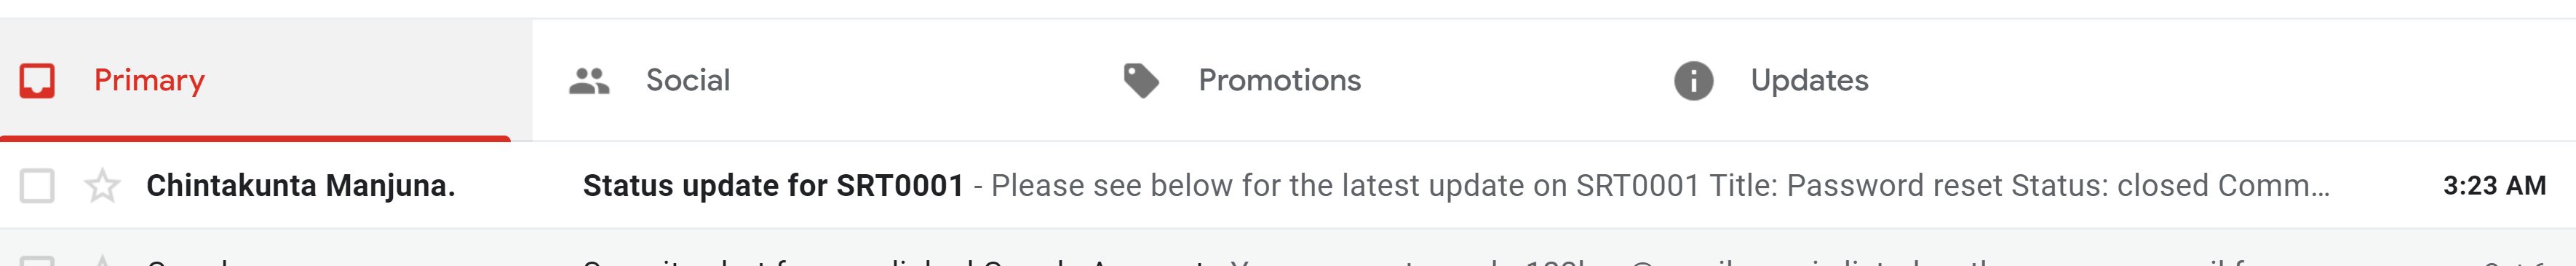 Primary
Social
Promotions
Updates
Chintakunta Manjuna. Status update for SRT0001 - Please see below for the latest update on SRT0001 Title: Password reset Status: closed Comm... 3:23 AM